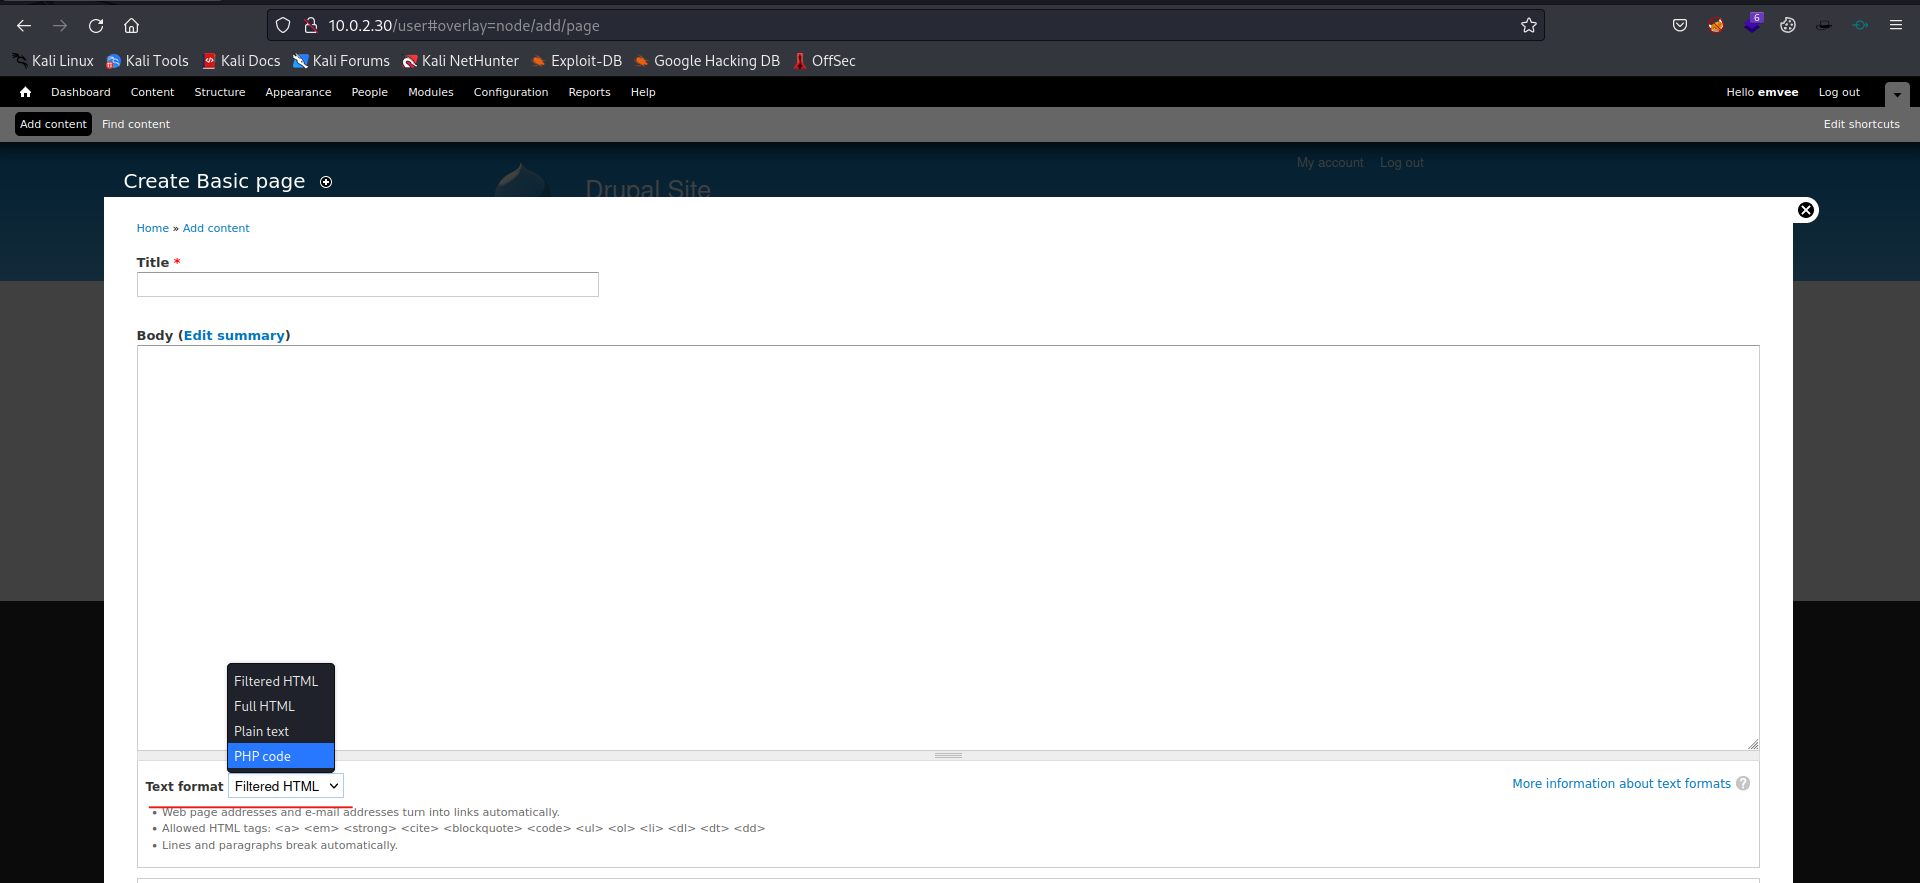 10.0.2.30/user#overlay=node/add/page
6
Kali Linux Kali Tools Kali Docs Kali Forums Kali NetHunter Exploit-DB Google Hacking DB OffSec
Dashboard Content Structure Appearance People Modules Configuration Reports Help Hello emvee Log out
Add content Find content Edit shortcuts
My account Log out
Create Basic page
Drupal Site
Home » Add content
Title *
Body (Edit summary)
Filtered HTML
Full HTML
Plain text
PHP code
Text format Filtered HTML More information about text formats ?
• Web page addresses and e-mail addresses turn into links automatically.
• Allowed HTML tags: <a> <em> <strong> <cite> <blockquote> <code> <ul> <ol> <li> <dl> <dt> <dd>
• Lines and paragraphs break automatically.